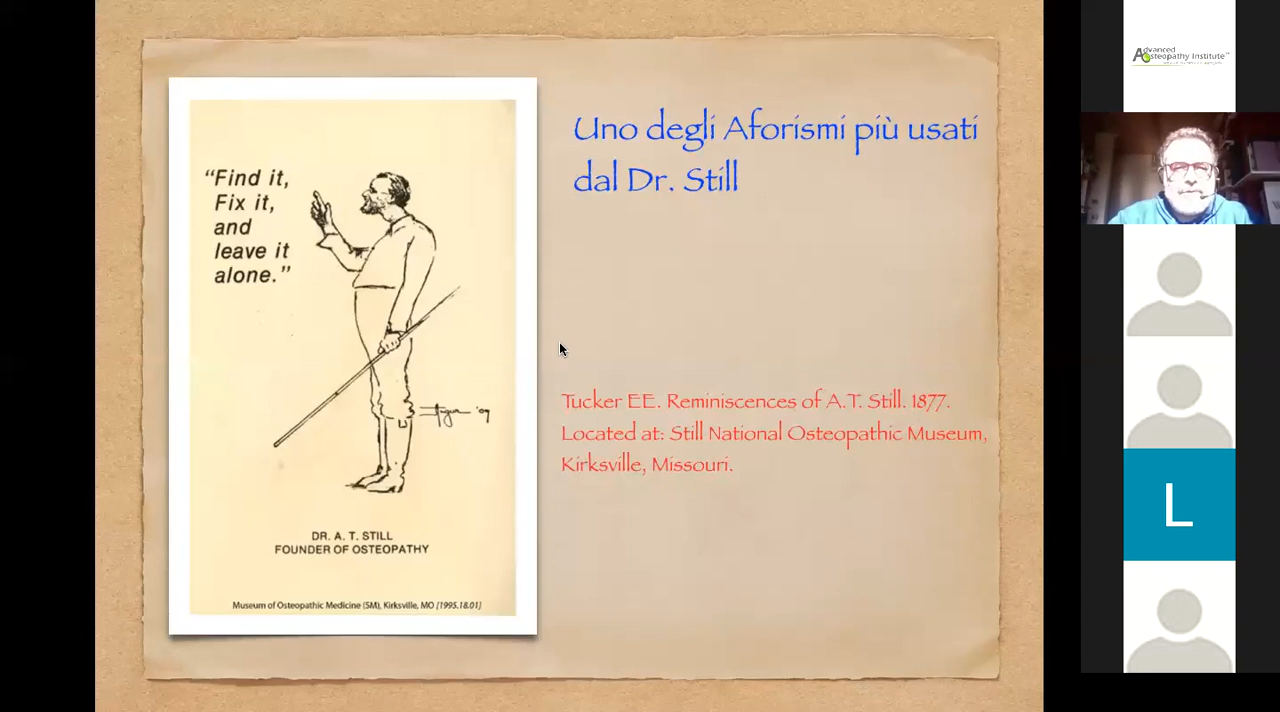 "Find it,
Fix it,
and
leave it
alone."
DR. A. T. STILL
FOUNDER OF OSTEOPATHY
Museum of Osteopathic Medicine (SM), Kirksville, MO [1995.18.01]
Uno degli Aforismi più usati
dal Dr. Still
Tucker EE. Reminiscences of A.T. Still. 1877.
Located at: Still National Osteopathic Museum,
Kirksville, Missouri.
Advanced
Osteopathy Institute
L